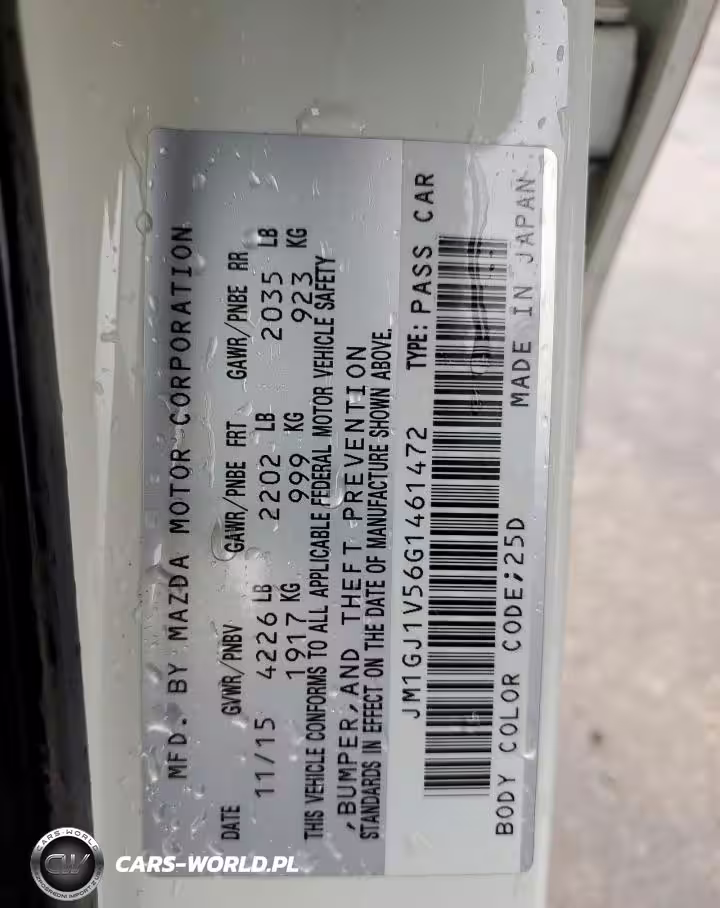 MFD. BY MAZDA MOTOR CORPORATION
DATE GVWR/PNBV GAWR/PNBE FRT GAWR/PNBE RR
11/15 4226 LB 2202 LB 2035 LB
1917 KG 999 KG 923 KG
THIS VEHICLE CONFORMS TO ALL APPLICABLE FEDERAL MOTOR VEHICLE SAFETY
,BUMPER,AND THEFT PREVENTION
STANDARDS IN EFFECT ON THE DATE OF MANUFACTURE SHOWN ABOVE.
JM1GJ1V56G1461472 TYPE: PASS CAR
BODY COLOR CODE;25D MADE IN JAPAN
CARS-WORLD
CW
CARS-WORLD.PL